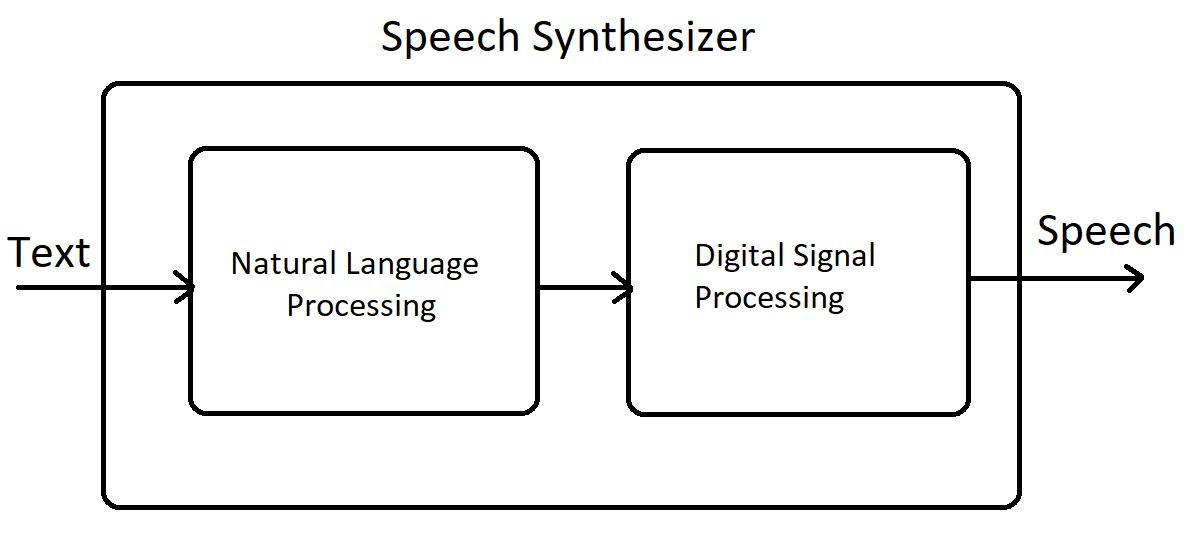 Speech Synthesizer
Text
Natural Language
Processing
Digital Signal
Processing
Speech